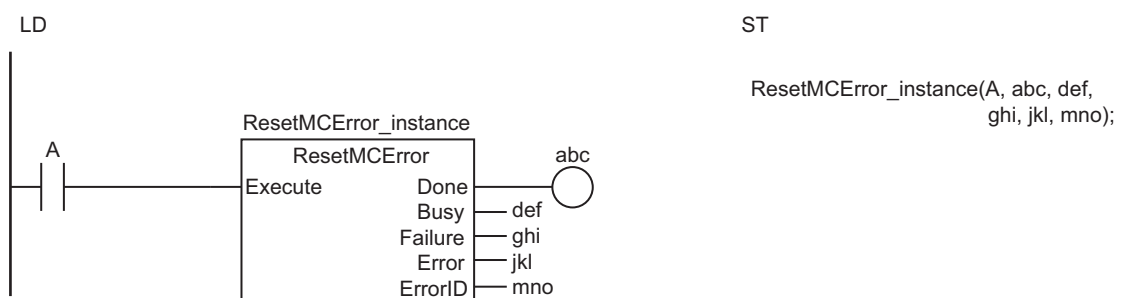 LD
ST
ResetMCError_instance(A, abc, def,
ghi, jkl, mno);
ResetMCError_instance
ResetMCError
A
abc
Execute
Done
Busy
def
Failure
ghi
Error
jkl
ErrorID
mno